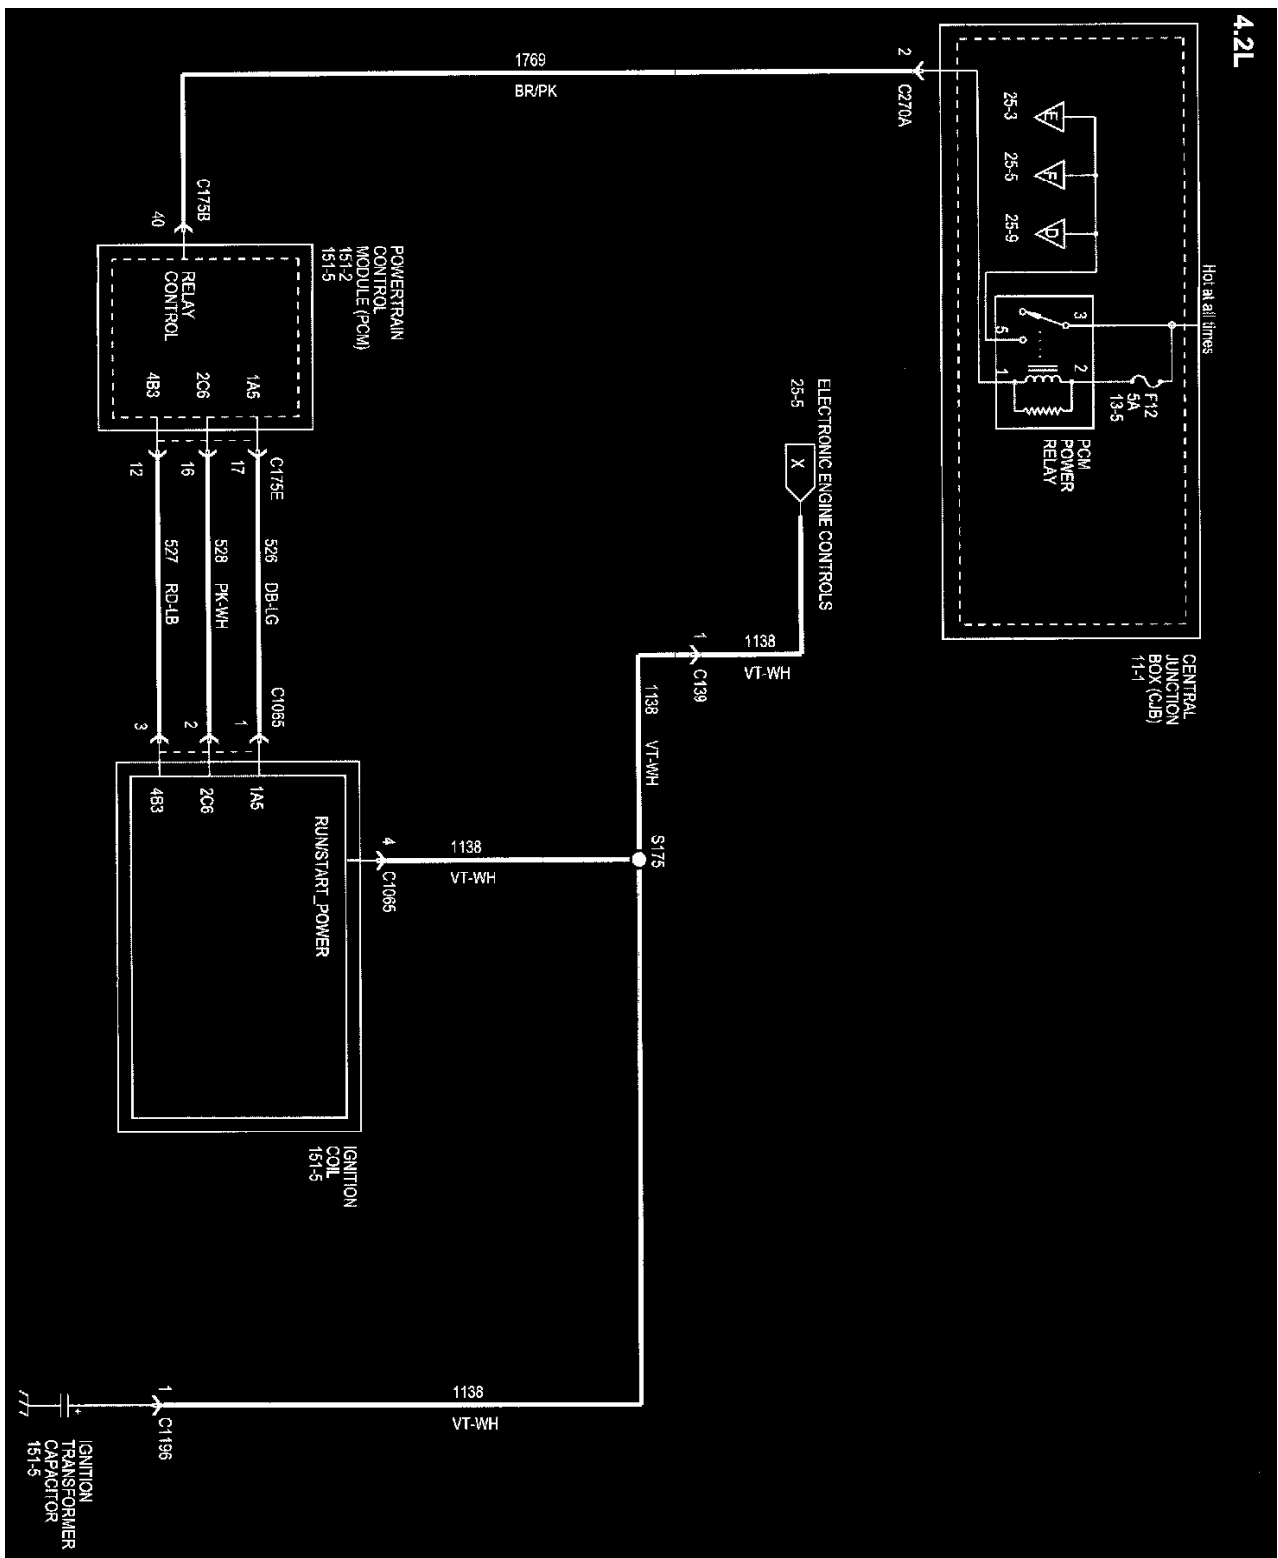 4.2L
Hot at all times
F12
5A
13-5
3
2
5
1
PCM
POWER
RELAY
E
25-3
F
25-5
D
25-9
CENTRAL
JUNCTION
BOX (CJB)
11-1
2
C270A
1769
BR/PK
C175B
40
POWERTRAIN
CONTROL
MODULE (PCM)
151-2
151-5
RELAY
CONTROL
1A5
2C6
4B3
C175E
17
16
12
526 DB-LG
528 PK-WH
527 RD-LB
C1065
1
2
3
1A5
2C6
4B3
RUN/START_POWER
IGNITION
COIL
151-5
4
C1065
1138
VT-WH
S175
ELECTRONIC ENGINE CONTROLS
25-5
X
1138
VT-WH
1
C139
1138 VT-WH
1138
VT-WH
1
C1196
IGNITION
TRANSFORMER
CAPACITOR
151-5